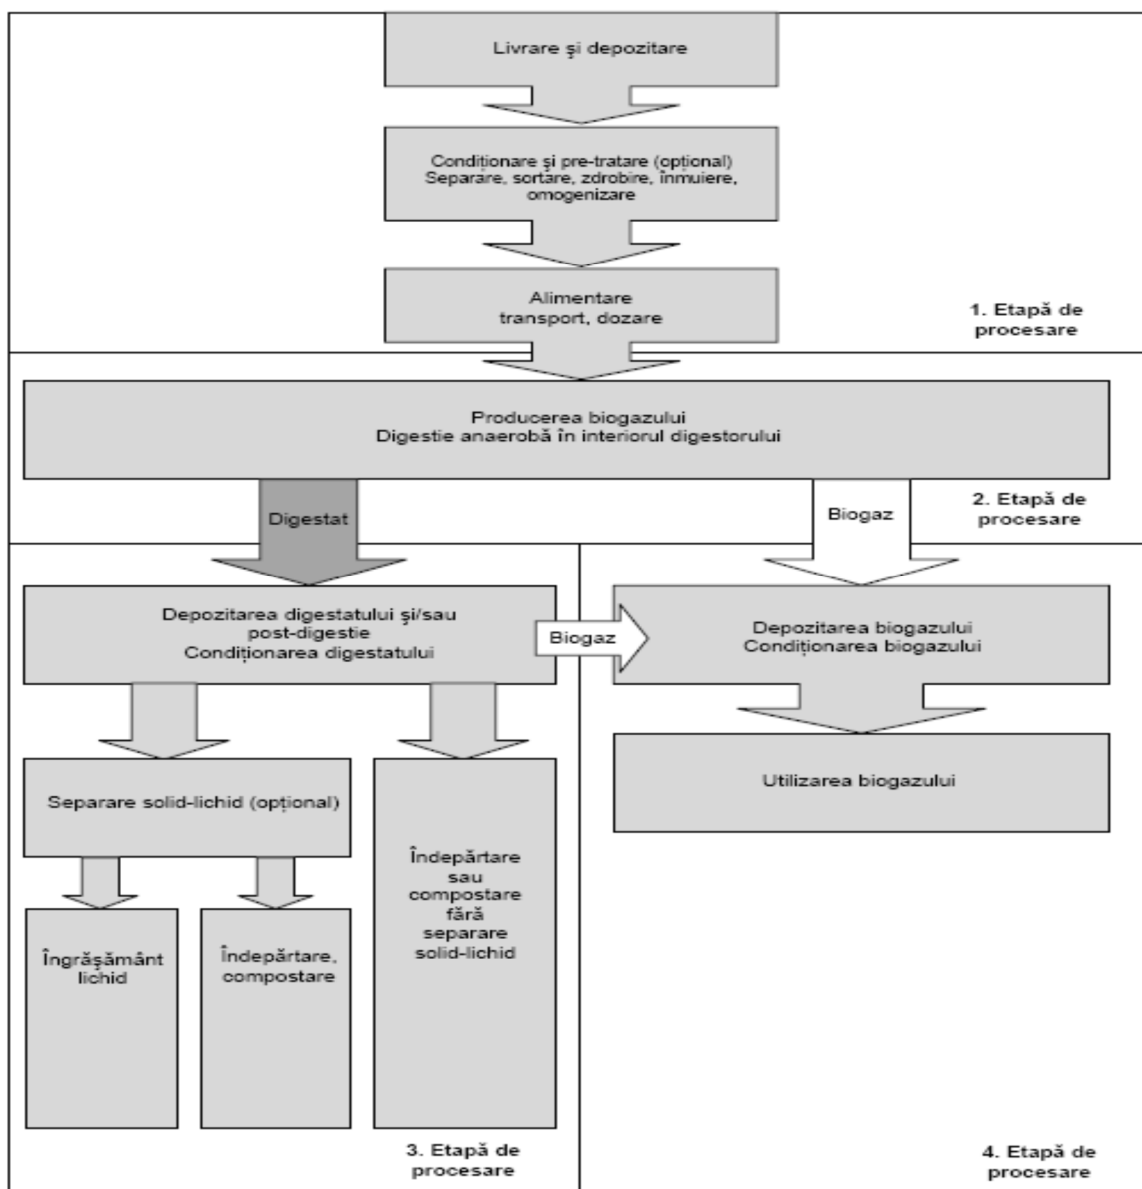 Livrare şi depozitare
Condiţionare şi pre-tratare (opţional)
Separare, sortare, zdrobire, înmuiere,
omogenizare
Alimentare
transport, dozare
1. Etapă de
procesare
Producerea biogazului
Digestie anaerobă în interiorul digestorului
Digestat
Biogaz
2. Etapă de
procesare
Depozitarea digestatului şi/sau
post-digestie
Condiţionarea digestatului
Biogaz
Depozitarea biogazului
Condiţionarea biogazului
Separare solid-lichid (opţional)
Îngrăşământ
lichid
Îndepărtare,
compostare
Îndepărtare
sau
compostare
fără
separare
solid-lichid
3. Etapă de
procesare
Utilizarea biogazului
4. Etapă de
procesare